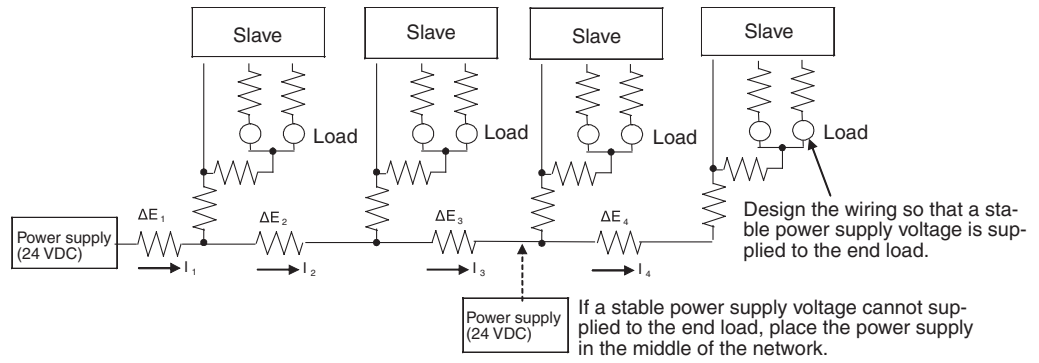 Slave
Slave
Slave
Slave
Load
Load
Load
Load
ΔE₁
ΔE₂
ΔE₃
ΔE₄
Power supply
(24 VDC)
I₁
I₂
I₃
I₄
Design the wiring so that a sta-
ble power supply voltage is sup-
plied to the end load.
Power supply
(24 VDC)
If a stable power supply voltage cannot sup-
plied to the end load, place the power supply
in the middle of the network.